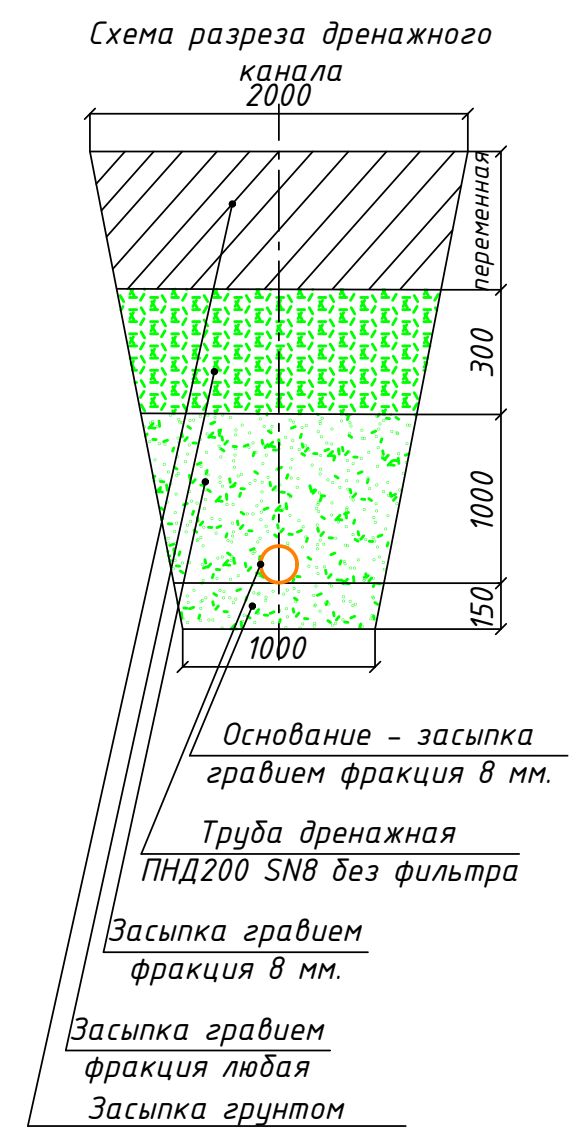 Схема разреза дренажного
канала
2000
переменная
300
1000
150
1000
Основание - засыпка
гравием фракция 8 мм.
Труба дренажная
ПНД200 SN8 без фильтра
Засыпка гравием
фракция 8 мм.
Засыпка гравием
фракция любая
Засыпка грунтом